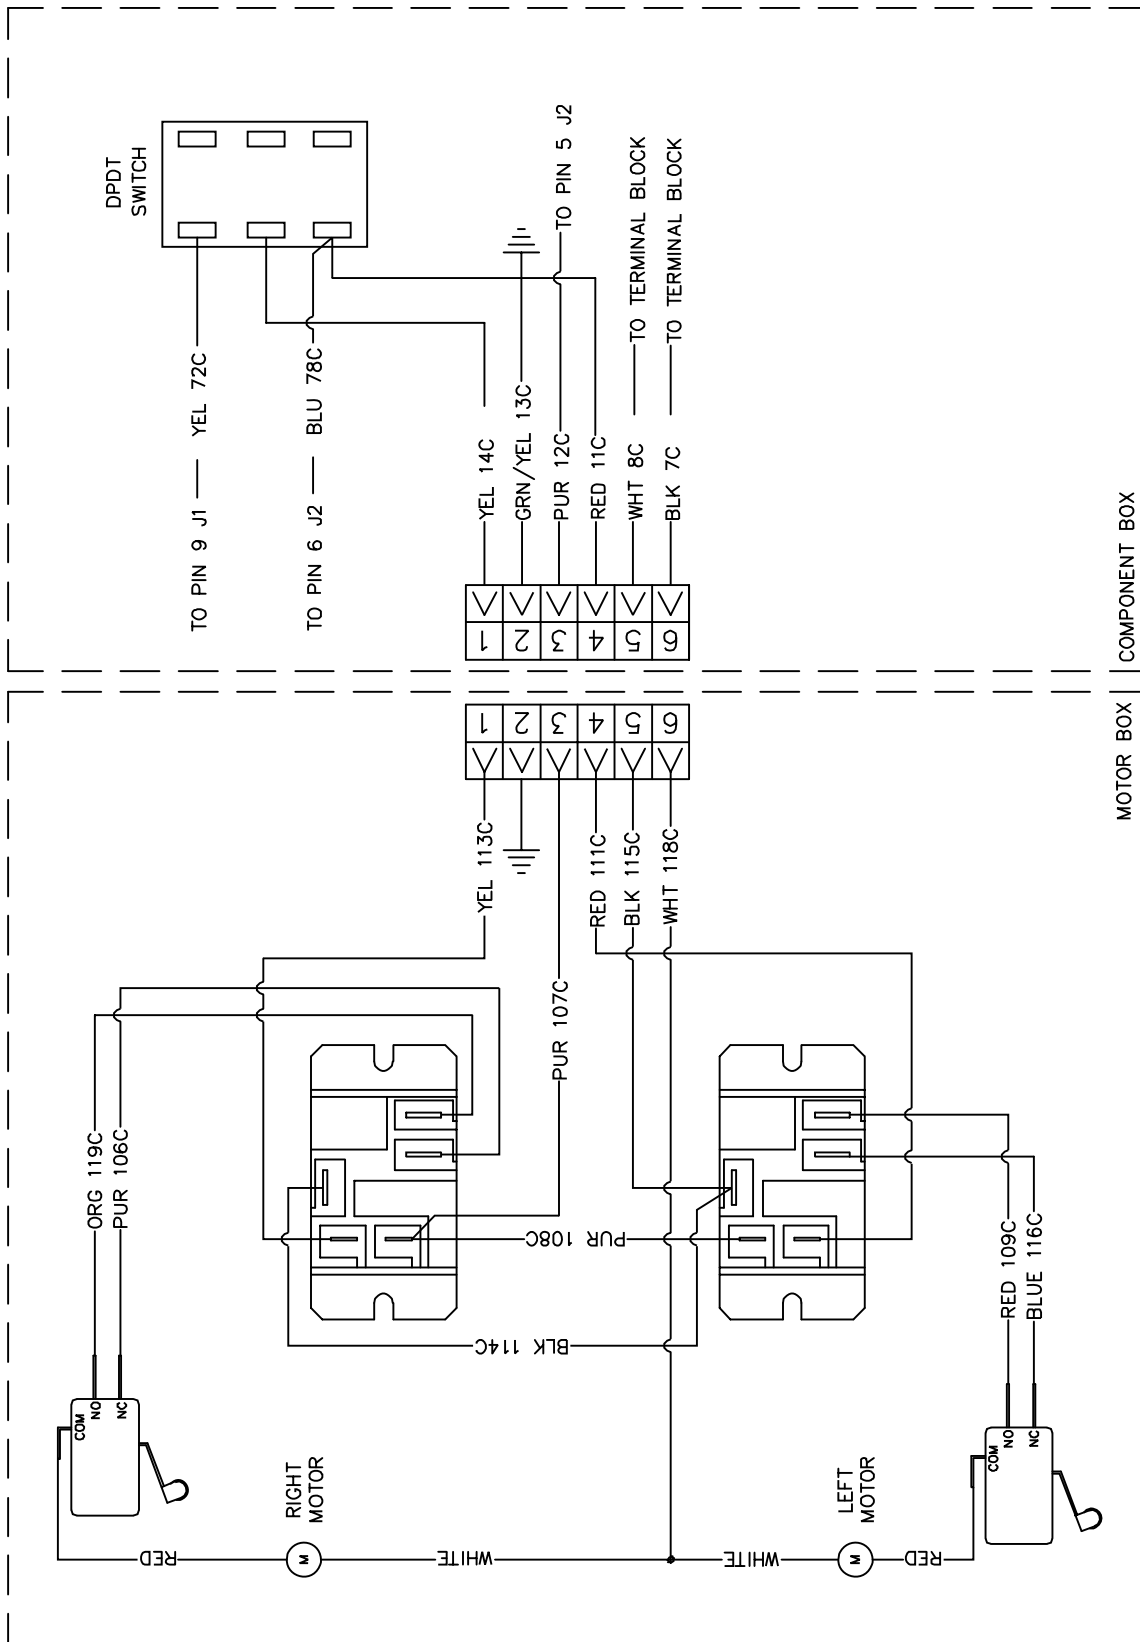 DPDT
SWITCH
TO PIN 9 J1
YEL 72C
TO PIN 6 J2
BLU 78C
YEL 14C
GRN/YEL 13C
PUR 12C
TO PIN 5 J2
RED 11C
WHT 8C
TO TERMINAL BLOCK
BLK 7C
TO TERMINAL BLOCK
1
2
3
4
5
6
COMPONENT BOX
MOTOR BOX
1
2
3
4
5
6
YEL 113C
PUR 107C
RED 111C
BLK 115C
WHT 118C
ORG 119C
PUR 106C
PUR 108C
BLK 114C
RED 109C
BLUE 116C
COM
NO
NC
RIGHT
MOTOR
RED
M
WHITE
WHITE
LEFT
MOTOR
M
RED
COM
NO
NC